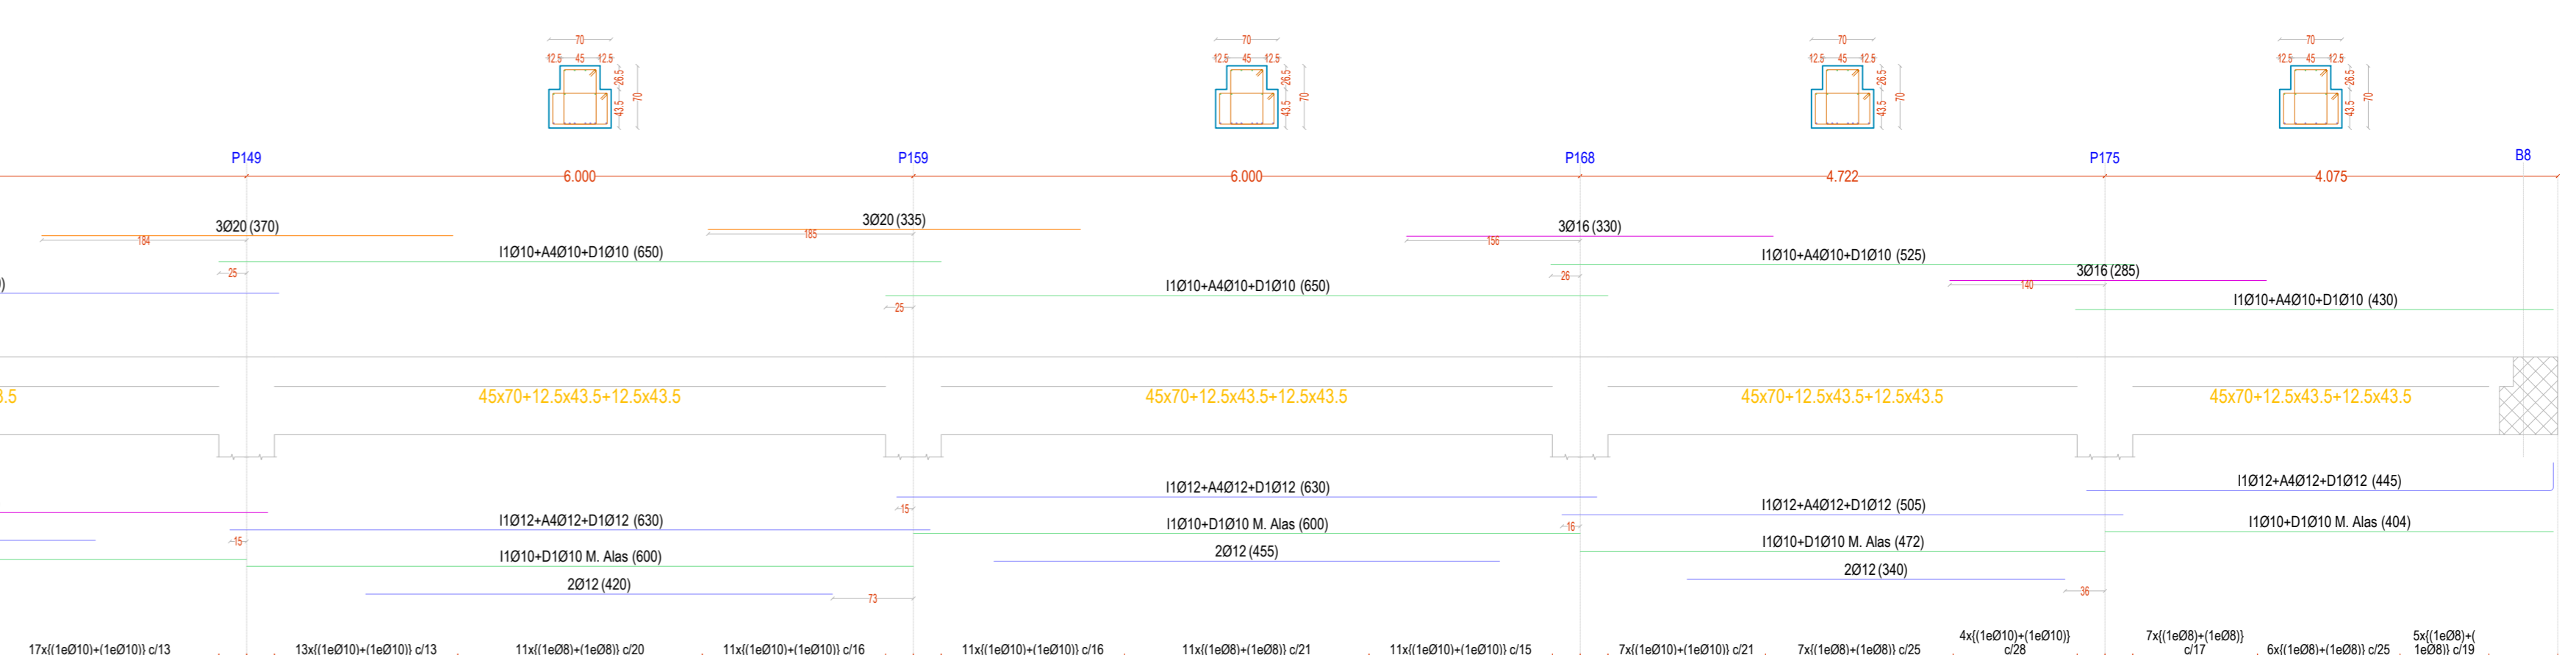 70 70 70 70
12.5 45 12.5 12.5 45 12.5 12.5 45 12.5 12.5 45 12.5
26.5 26.5 26.5 26.5
43.5 70 43.5 70 43.5 70 43.5 70
P149 P159 P168 P175 B8
6.000 6.000 4.722 4.075
3Ø20 (370) 3Ø20 (335) 3Ø16 (330)
184 185 156
I1Ø10+A4Ø10+D1Ø10 (650) I1Ø10+A4Ø10+D1Ø10 (525)
25 26 3Ø16 (285)
) I1Ø10+A4Ø10+D1Ø10 (650) 140
25 I1Ø10+A4Ø10+D1Ø10 (430)
3.5 45x70+12.5x43.5+12.5x43.5 45x70+12.5x43.5+12.5x43.5 45x70+12.5x43.5+12.5x43.5 45x70+12.5x43.5+12.5x43.5
I1Ø12+A4Ø12+D1Ø12 (630) I1Ø12+A4Ø12+D1Ø12 (445)
15 I1Ø12+A4Ø12+D1Ø12 (505)
I1Ø12+A4Ø12+D1Ø12 (630) I1Ø10+D1Ø10 M. Alas (600) 16 I1Ø10+D1Ø10 M. Alas (404)
15 I1Ø10+D1Ø10 M. Alas (472)
I1Ø10+D1Ø10 M. Alas (600) 2Ø12 (455)
2Ø12 (420) 2Ø12 (340)
73 36
4x{(1eØ10)+(1eØ10)} 7x{(1eØ8)+(1eØ8)} 5x{(1eØ8)+(
17x{(1eØ10)+(1eØ10)} c/13 13x{(1eØ10)+(1eØ10)} c/13 11x{(1eØ8)+(1eØ8)} c/20 11x{(1eØ10)+(1eØ10)} c/16 11x{(1eØ10)+(1eØ10)} c/16 11x{(1eØ8)+(1eØ8)} c/21 11x{(1eØ10)+(1eØ10)} c/15 7x{(1eØ10)+(1eØ10)} c/21 7x{(1eØ8)+(1eØ8)} c/25 c/28 c/17 6x{(1eØ8)+(1eØ8)} c/25 1eØ8)} c/19